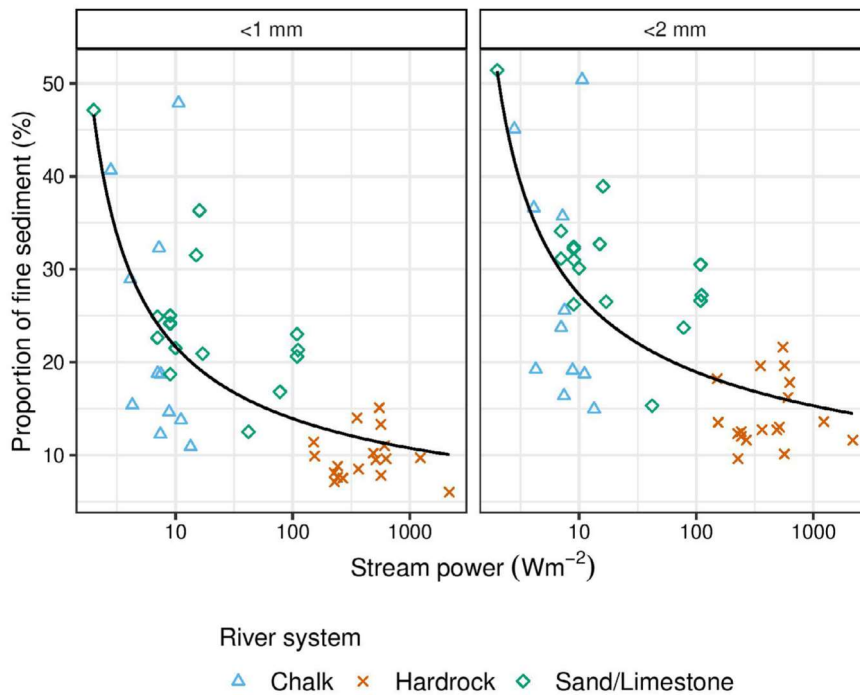 <1 mm
<2 mm
Proportion of fine sediment (%)
50
40
30
20
10
10
100
1000
10
100
1000
Stream power (Wm⁻²)
River system
Chalk
Hardrock
Sand/Limestone